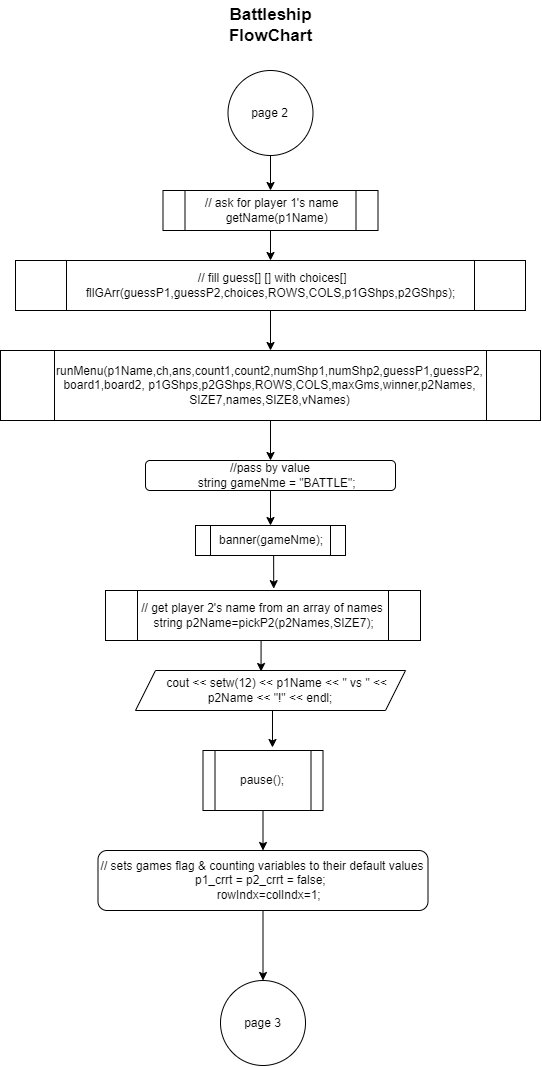 Battleship
FlowChart
page 2
// ask for player 1's name
getName(p1Name)
// fill guess[] [] with choices[]
fllGArr(guessP1,guessP2,choices,ROWS,COLS,p1GShps,p2GShps);
runMenu(p1Name,ch,ans,count1,count2,numShp1,numShp2,guessP1,guessP2,
board1,board2, p1GShps,p2GShps,ROWS,COLS,maxGms,winner,p2Names,
SIZE7,names,SIZE8,vNames)
//pass by value
string gameNme = "BATTLE";
banner(gameNme);
// get player 2's name from an array of names
string p2Name=pickP2(p2Names,SIZE7);
cout << setw(12) << p1Name << " vs " <<
p2Name << "!" << endl;
pause();
// sets games flag & counting variables to their default values
p1_crrt = p2_crrt = false;
rowIndx=colIndx=1;
page 3